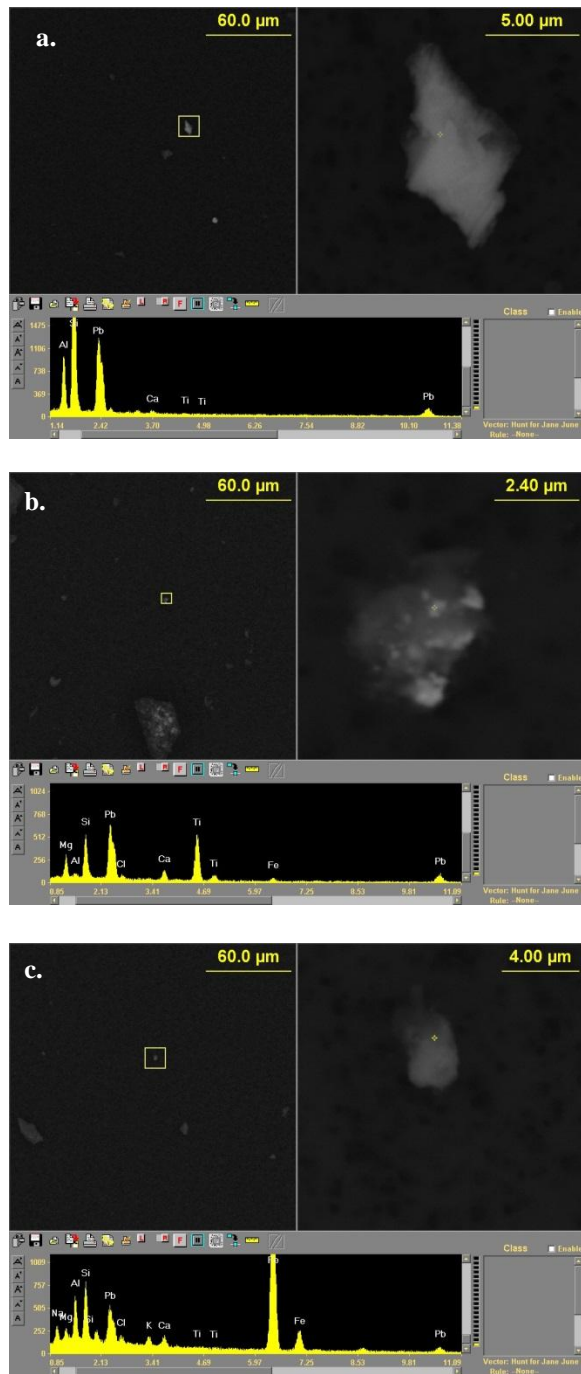 a.
60.0 µm
5.00 µm
Class
Enable
1475
1106
738
369
0
Al
Si
Pb
Ca
Ti
Ti
Pb
1.14
2.42
3.70
4.98
6.26
7.54
8.82
10.10
11.38
Vector: Hunt for Jane June
Rule: --None--
b.
60.0 µm
2.40 µm
Class
Enable
1024
768
512
256
0
Mg
Al
Si
Pb
Cl
Ca
Ti
Ti
Fe
Pb
0.85
2.13
3.41
4.69
5.97
7.25
8.53
9.81
11.09
Vector: Hunt for Jane June
Rule: --None--
c.
60.0 µm
4.00 µm
Class
Enable
1009
757
505
252
0
Na
Mg
Al
Si
Si
Pb
Cl
K
Ca
Ti
Ti
Fe
Fe
Pb
0.85
2.13
3.41
4.69
5.97
7.25
8.53
9.81
11.09
Vector: Hunt for Jane June
Rule: --None--